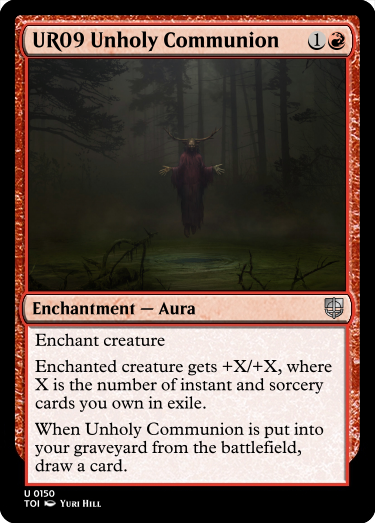 UR09 Unholy Communion 1
Enchantment — Aura
Enchant creature
Enchanted creature gets +X/+X, where
X is the number of instant and sorcery
cards you own in exile.
When Unholy Communion is put into
your graveyard from the battlefield,
draw a card.
U 0150
TOI Yuri Hill